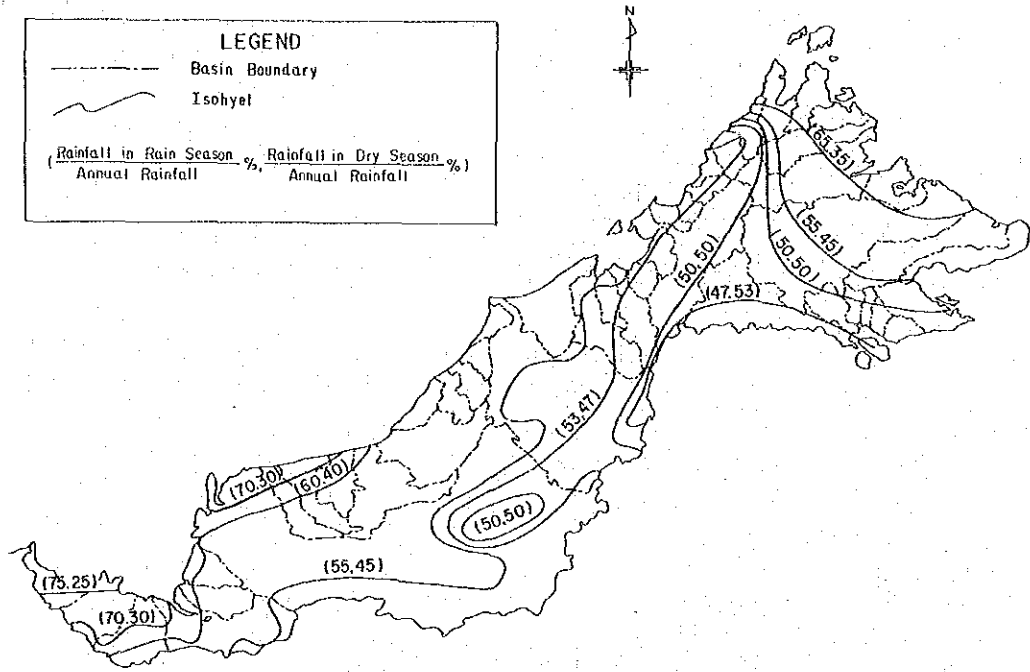 LEGEND
Basin Boundary
Isohyet
(Rainfall in Rain Season / Annual Rainfall %, Rainfall in Dry Season / Annual Rainfall %)
N
(65.35)
(55,45)
(50,50)
(50,50)
(47.53)
(53,47)
(70.30)
(60.40)
(50,50)
(55,45)
(75.25)
(70.30)